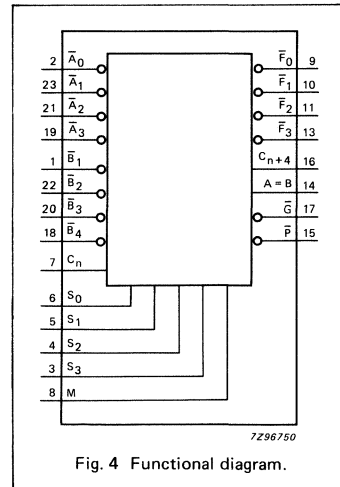 2 A̅0
23 A̅1
21 A̅2
19 A̅3
1 B̅1
22 B̅2
20 B̅3
18 B̅4
7 Cn
6 S0
5 S1
4 S2
3 S3
8 M
F̅0 9
F̅1 10
F̅2 11
F̅3 13
Cn+4 16
A = B 14
G̅ 17
P̅ 15
7Z96750
Fig. 4 Functional diagram.